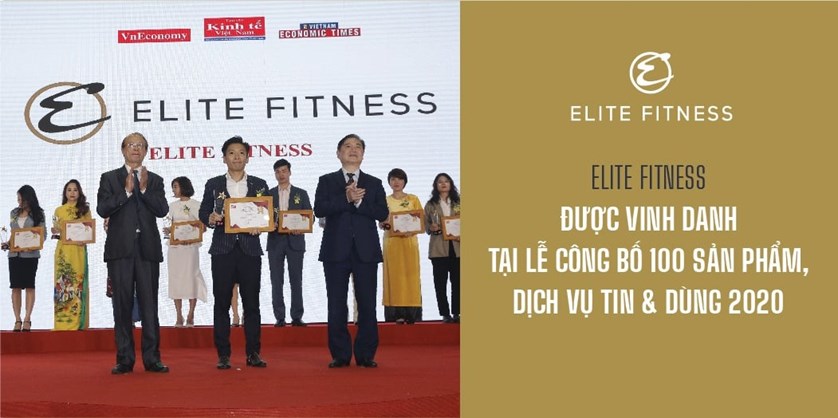 VnEconomy
Kinh tế
Việt Nam
VIETNAM
ECONOMIC TIMES
ELITE FITNESS
ELITE FITNESS
ELITE FITNESS
ELITE FITNESS
ĐƯỢC VINH DANH
TẠI LỄ CÔNG BỐ 100 SẢN PHẨM,
DỊCH VỤ TIN & DÙNG 2020